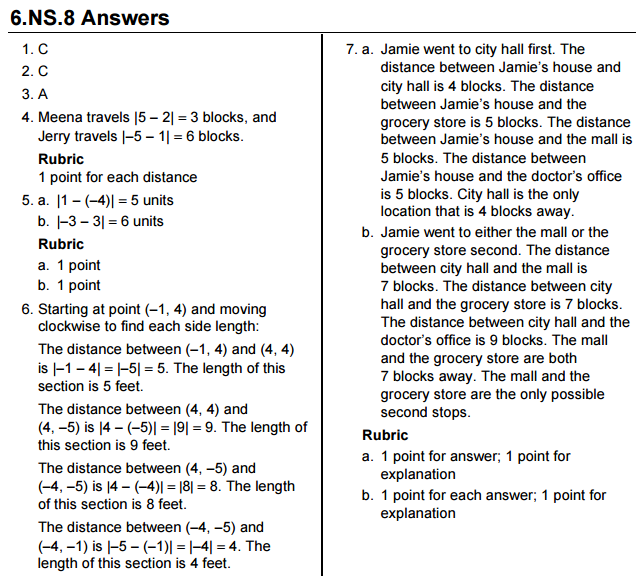 6.NS.8 Answers
1. C
2. C
3. A
4. Meena travels |5 – 2| = 3 blocks, and
Jerry travels |–5 – 1| = 6 blocks.
Rubric
1 point for each distance
5. a. |1 – (–4)| = 5 units
b. |–3 – 3| = 6 units
Rubric
a. 1 point
b. 1 point
6. Starting at point (–1, 4) and moving
clockwise to find each side length:
The distance between (–1, 4) and (4, 4)
is |–1 – 4| = |–5| = 5. The length of this
section is 5 feet.
The distance between (4, 4) and
(4, –5) is |4 – (–5)| = |9| = 9. The length of
this section is 9 feet.
The distance between (4, –5) and
(–4, –5) is |4 – (–4)| = |8| = 8. The length
of this section is 8 feet.
The distance between (–4, –5) and
(–4, –1) is |–5 – (–1)| = |–4| = 4. The
length of this section is 4 feet.
7. a. Jamie went to city hall first. The
distance between Jamie’s house and
city hall is 4 blocks. The distance
between Jamie’s house and the
grocery store is 5 blocks. The distance
between Jamie’s house and the mall is
5 blocks. The distance between
Jamie’s house and the doctor’s office
is 5 blocks. City hall is the only
location that is 4 blocks away.
b. Jamie went to either the mall or the
grocery store second. The distance
between city hall and the mall is
7 blocks. The distance between city
hall and the grocery store is 7 blocks.
The distance between city hall and the
doctor’s office is 9 blocks. The mall
and the grocery store are both
7 blocks away. The mall and the
grocery store are the only possible
second stops.
Rubric
a. 1 point for answer; 1 point for
explanation
b. 1 point for each answer; 1 point for
explanation